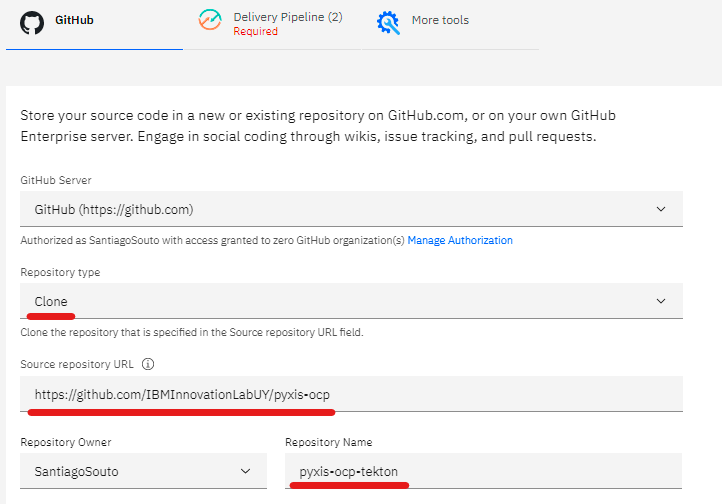 GitHub
Delivery Pipeline (2)
Required
More tools
Store your source code in a new or existing repository on GitHub.com, or on your own GitHub
Enterprise server. Engage in social coding through wikis, issue tracking, and pull requests.
GitHub Server
GitHub (https://github.com)
Authorized as SantiagoSouto with access granted to zero GitHub organization(s) Manage Authorization
Repository type
Clone
Clone the repository that is specified in the Source repository URL field.
Source repository URL
https://github.com/IBMInnovationLabUY/pyxis-ocp
Repository Owner
Repository Name
SantiagoSouto
pyxis-ocp-tekton